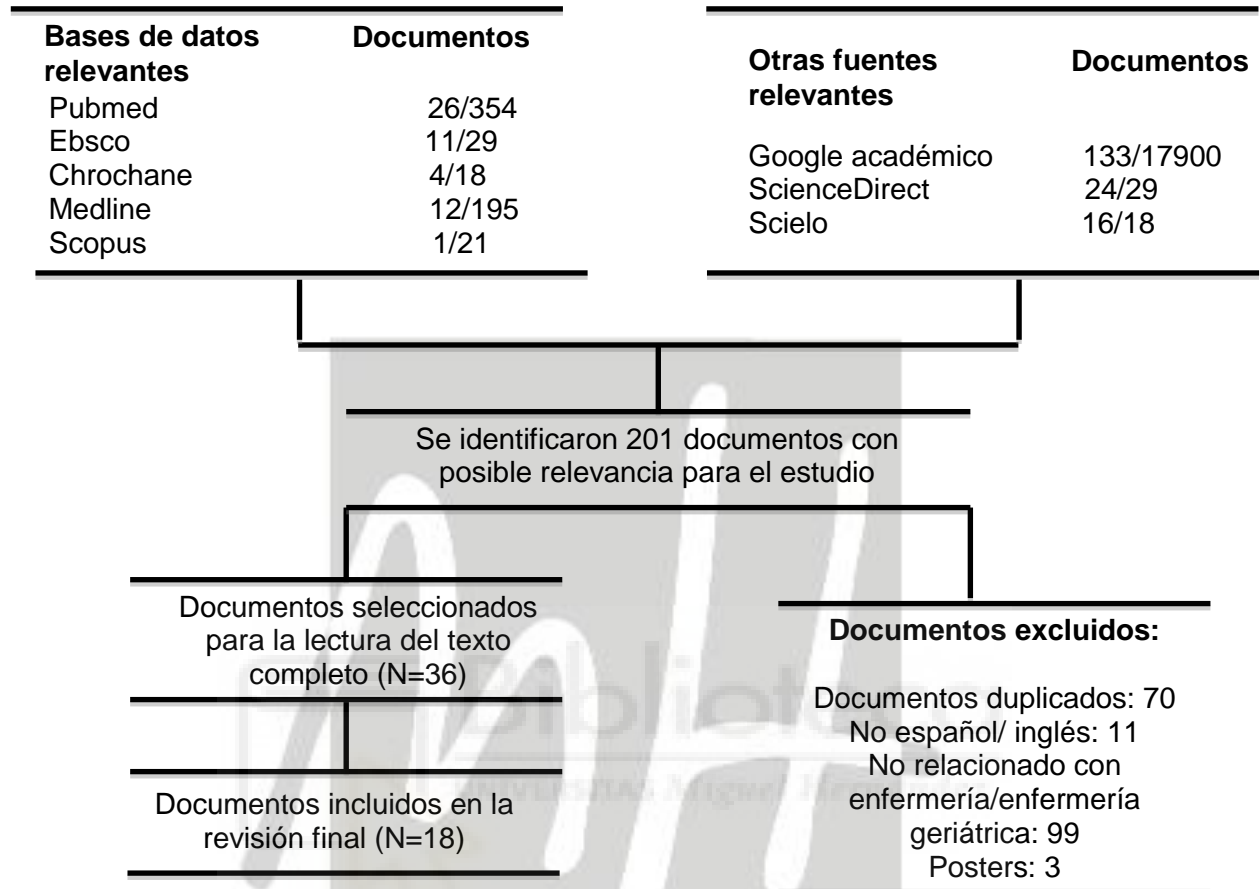 Bases de datos relevantes Documentos
Pubmed 26/354
Ebsco 11/29
Chrochane 4/18
Medline 12/195
Scopus 1/21
Otras fuentes relevantes Documentos
Google académico 133/17900
ScienceDirect 24/29
Scielo 16/18
Se identificaron 201 documentos con
posible relevancia para el estudio
Documentos seleccionados
para la lectura del texto
completo (N=36)
Documentos incluidos en la
revisión final (N=18)
Documentos excluidos:
Documentos duplicados: 70
No español/ inglés: 11
No relacionado con
enfermería/enfermería
geriátrica: 99
Posters: 3
Biblioteca
UNIVERSITAS Miguel Hernández